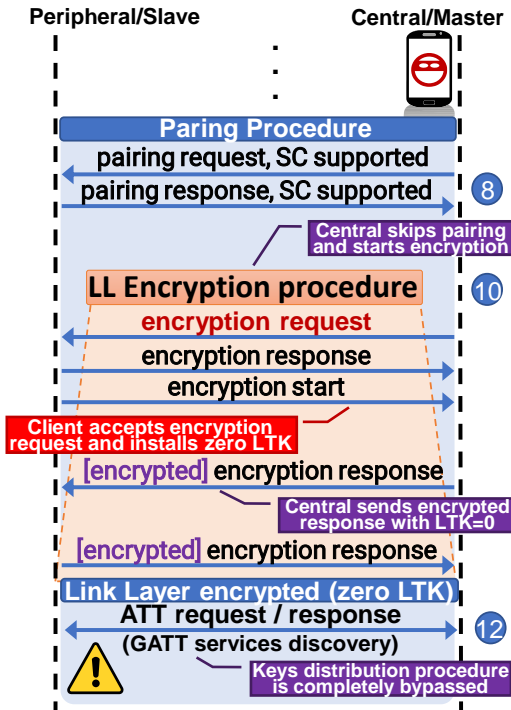 Peripheral/Slave
Central/Master
Paring Procedure
pairing request, SC supported
pairing response, SC supported
8
Central skips pairing
and starts encryption
LL Encryption procedure
10
encryption request
encryption response
encryption start
Client accepts encryption
request and installs zero LTK
[encrypted] encryption response
Central sends encrypted
response with LTK=0
[encrypted] encryption response
Link Layer encrypted (zero LTK)
ATT request / response
12
(GATT services discovery)
Keys distribution procedure
is completely bypassed